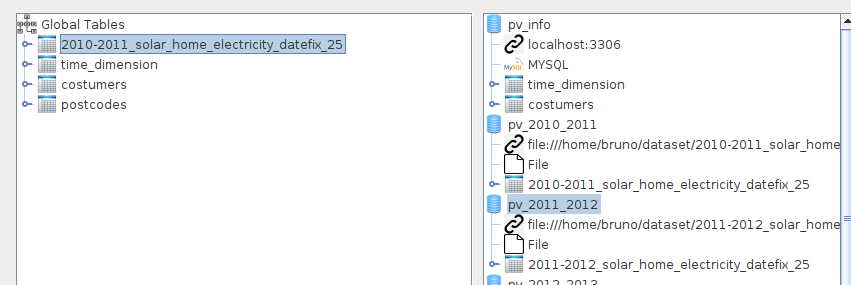 Global Tables
2010-2011_solar_home_electricity_datefix_25
time_dimension
costumers
postcodes
pv_info
localhost:3306
MySQL
MYSQL
time_dimension
costumers
pv_2010_2011
file:///home/bruno/dataset/2010-2011_solar_home
File
2010-2011_solar_home_electricity_datefix_25
pv_2011_2012
file:///home/bruno/dataset/2011-2012_solar_home
File
2011-2012_solar_home_electricity_datefix_25
pv_2012_2013